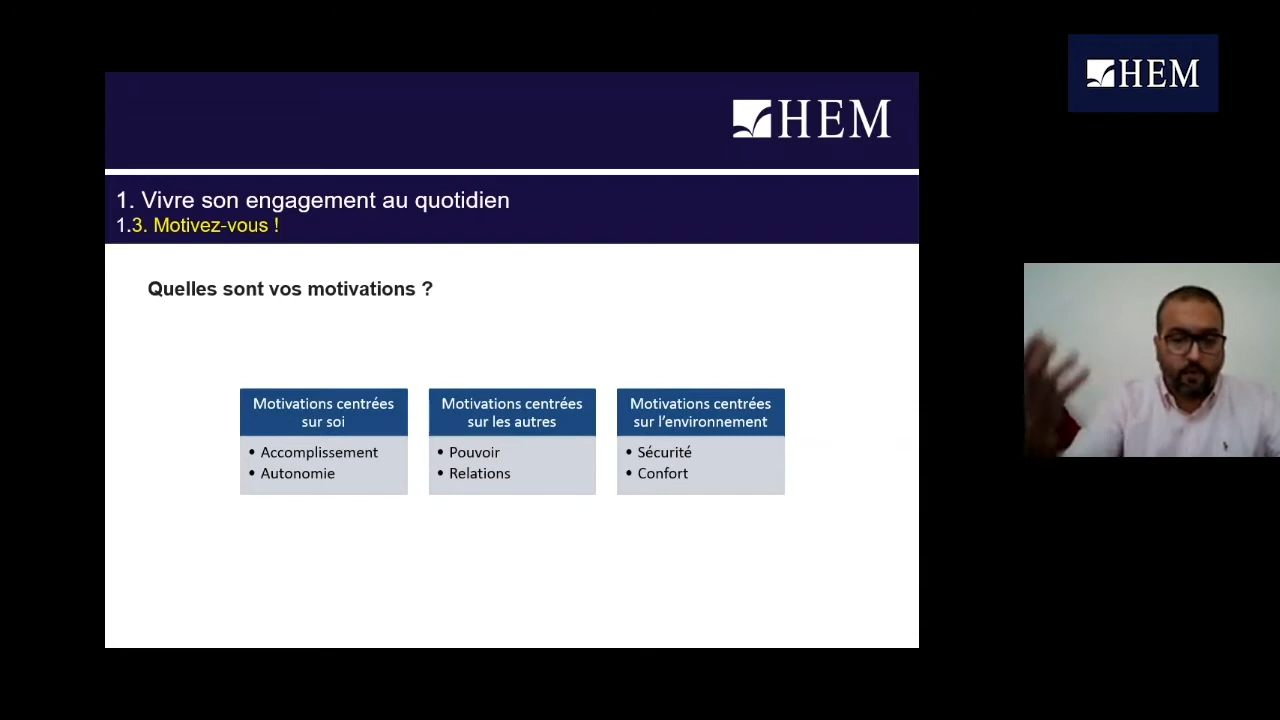 HEM
HEM
1. Vivre son engagement au quotidien
1.3. Motivez-vous !
Quelles sont vos motivations ?
Motivations centrées
sur soi
• Accomplissement
• Autonomie
Motivations centrées
sur les autres
• Pouvoir
• Relations
Motivations centrées
sur l’environnement
• Sécurité
• Confort